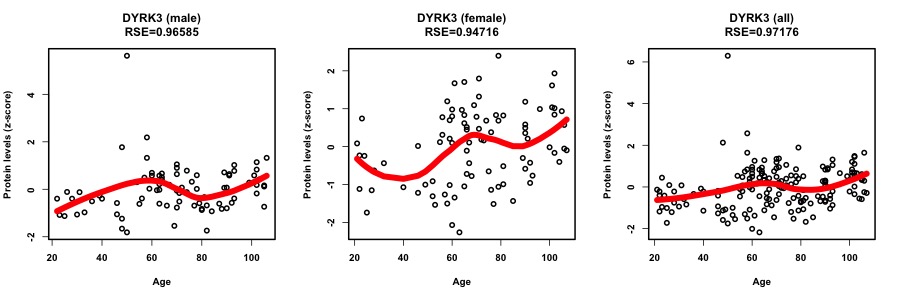 DYRK3 (male)
RSE=0.96585
Protein levels (z-score)
4
2
0
-2
20 40 60 80 100
Age
DYRK3 (female)
RSE=0.94716
Protein levels (z-score)
2
1
0
-1
-2
20 40 60 80 100
Age
DYRK3 (all)
RSE=0.97176
Protein levels (z-score)
6
4
2
0
-2
20 40 60 80 100
Age